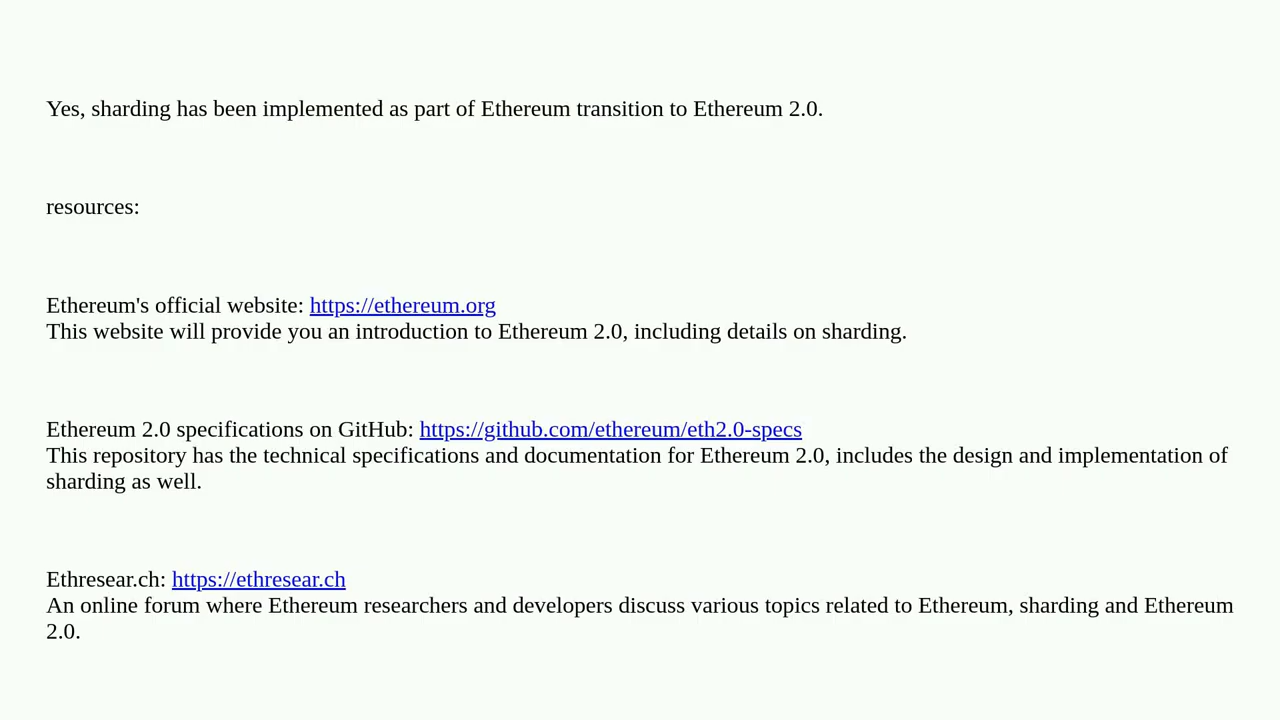 Yes, sharding has been implemented as part of Ethereum transition to Ethereum 2.0.
resources:
Ethereum's official website: https://ethereum.org
This website will provide you an introduction to Ethereum 2.0, including details on sharding.
Ethereum 2.0 specifications on GitHub: https://github.com/ethereum/eth2.0-specs
This repository has the technical specifications and documentation for Ethereum 2.0, includes the design and implementation of
sharding as well.
Ethresear.ch: https://ethresear.ch
An online forum where Ethereum researchers and developers discuss various topics related to Ethereum, sharding and Ethereum
2.0.